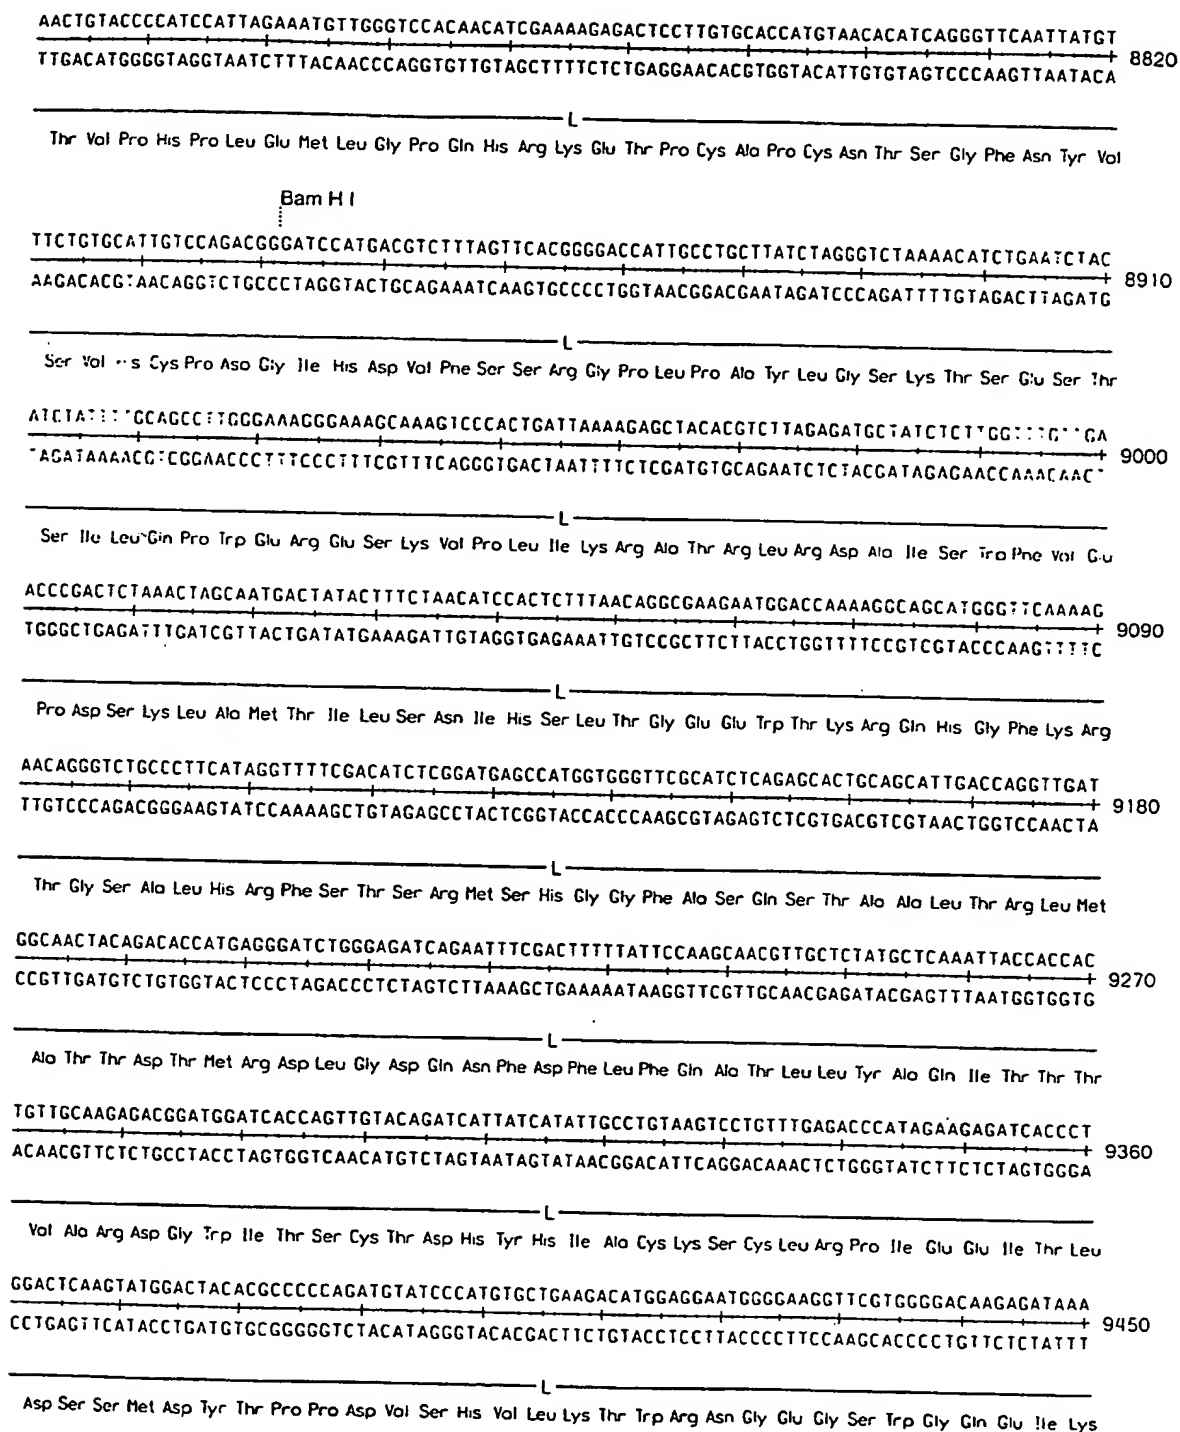 AACTGTACCCCATCCATTAGAAATGTTGGGTCCACAACATCGAAAAGAGACTCCTTGTGCACCATGTAACACATCAGGGTTCAATTATGT
8820
TTGACATGGGGTAGGTAATCTTTACAACCCAGGTGTTGTAGCTTTTCTCTGAGGAACACGTGGTACATTGTGTAGTCCCAAGTTAATACA
L
Thr Val Pro His Pro Leu Glu Met Leu Gly Pro Gln His Arg Lys Glu Thr Pro Cys Ala Pro Cys Asn Thr Ser Gly Phe Asn Tyr Val
Bam H I
TTCTGTGCATTGTCCAGACGGGATCCATGACGTCTTTAGTTCACGGGGACCATTGCCTGCTTATCTAGGGTCTAAAACATCTGAATCTAC
8910
AAGACACGTAACAGGTCTGCCCTAGGTACTGCAGAAATCAAGTGCCCCTGGTAACGGACGAATAGATCCCAGATTTTGTAGACTTAGATG
L
Ser Val Cys Pro Asp Gly Ile His Asp Val Phe Ser Ser Arg Gly Pro Leu Pro Ala Tyr Leu Gly Ser Lys Thr Ser Glu Ser Thr
9000
L
Ser Ile Leu Gln Pro Trp Glu Arg Glu Ser Lys Val Pro Leu Ile Lys Arg Ala Thr Arg Leu Arg Asp Ala Ile Ser Trp Phe Val Glu
ACCCGACTCTAAACTAGCAATGACTATACTTTCTAACATCCACTCTTTAACAGGCGAAGAATGGACCAAAAGGCAGCATGGGTTCAAAAG
9090
TGGGCTGAGATTTGATCGTTACTGATATGAAAGATTGTAGGTGAGAAATTGTCCGCTTCTTACCTGGTTTTCCGTCGTACCCAAGTTTTC
L
Pro Asp Ser Lys Leu Ala Met Thr Ile Leu Ser Asn Ile His Ser Leu Thr Gly Glu Glu Trp Thr Lys Arg Gln His Gly Phe Lys Arg
AACAGGGTCTGCCCTTCATAGGTTTTCGACATCTCGGATGAGCCATGGTGGGTTCGCATCTCAGAGCACTGCAGCATTGACCAGGTTGAT
9180
TTGTCCCAGACGGGAAGTATCCAAAAGCTGTAGAGCCTACTCGGTACCACCCAAGCGTAGAGTCTCGTGACGTCGTAACTGGTCCAACTA
L
Thr Gly Ser Ala Leu His Arg Phe Ser Thr Ser Arg Met Ser His Gly Gly Phe Ala Ser Gln Ser Thr Ala Ala Leu Thr Arg Leu Met
GGCAACTACAGACACCATGAGGGATCTGGGAGATCAGAATTTCGACTTTTTATTCCAAGCAACGTTGCTCTATGCTCAAATTACCACCAC
9270
CCGTTGATGTCTGTGGTACTCCCTAGACCCTCTAGTCTTAAAGCTGAAAAATAAGGTTCGTTGCAACGAGATACGAGTTTAATGGTGGTG
L
Ala Thr Thr Asp Thr Met Arg Asp Leu Gly Asp Gln Asn Phe Asp Phe Leu Phe Gln Ala Thr Leu Leu Tyr Ala Gln Ile Thr Thr Thr
TGTTGCAAGAGACGGATGGATCACCAGTTGTACAGATCATTATCATATTGCCTGTAAGTCCTGTTTGAGACCCATAGAAGAGATCACCCT
9360
ACAACGTTCTCTGCCTACCTAGTGGTCAACATGTCTAGTAATAGTATAACGGACATTCAGGACAAACTCTGGGTATCTTCTCTAGTGGGA
L
Val Ala Arg Asp Gly Trp Ile Thr Ser Cys Thr Asp His Tyr His Ile Ala Cys Lys Ser Cys Leu Arg Pro Ile Glu Glu Ile Thr Leu
GGACTCAAGTATGGACTACACGCCCCCAGATGTATCCCATGTGCTGAAGACATGGAGGAATGGGGAAGGTTCGTGGGGACAAGAGATAAA
9450
CCTGAGTTCATACCTGATGTGCGGGGGTCTACATAGGGTACACGACTTCTGTACCTCCTTACCCCTTCCAAGCACCCCTGTTCTCTATTT
L
Asp Ser Ser Met Asp Tyr Thr Pro Pro Asp Val Ser His Val Leu Lys Thr Trp Arg Asn Gly Glu Gly Ser Trp Gly Gln Glu Ile Lys